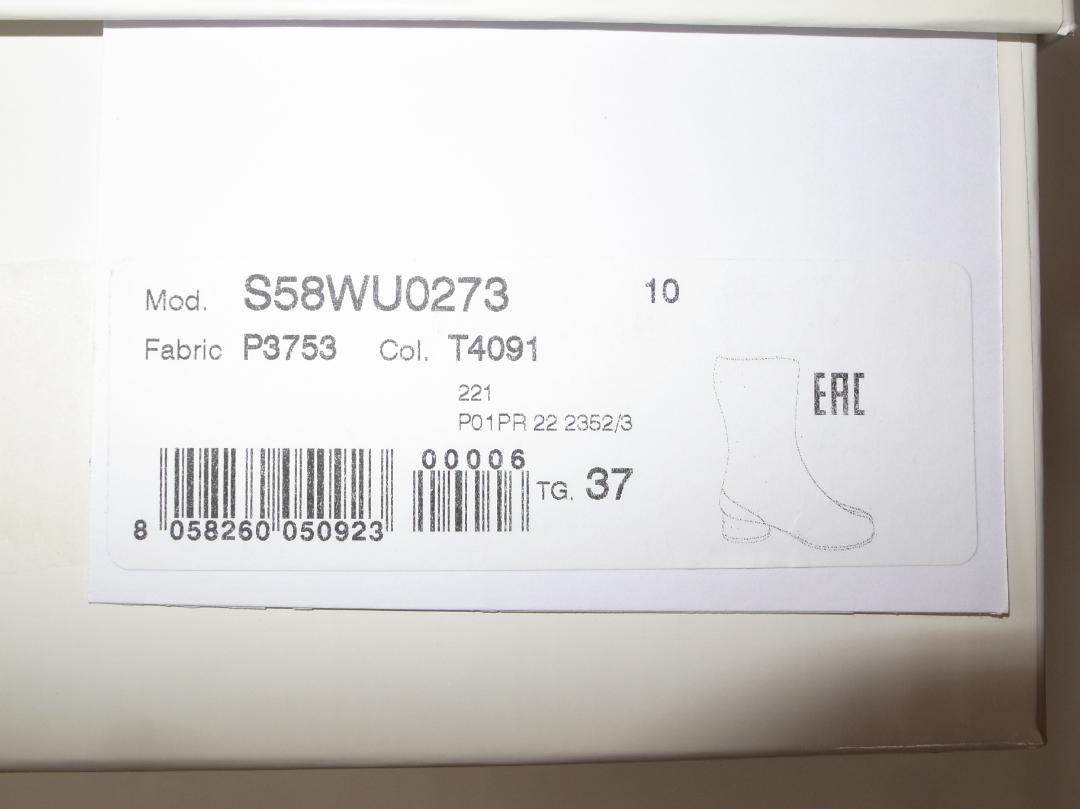 Mod. S58WU0273 10
Fabric P3753 Col. T4091
EAC
221
P01PR 22 2352/3
00006
TG. 37
8 058260 050923